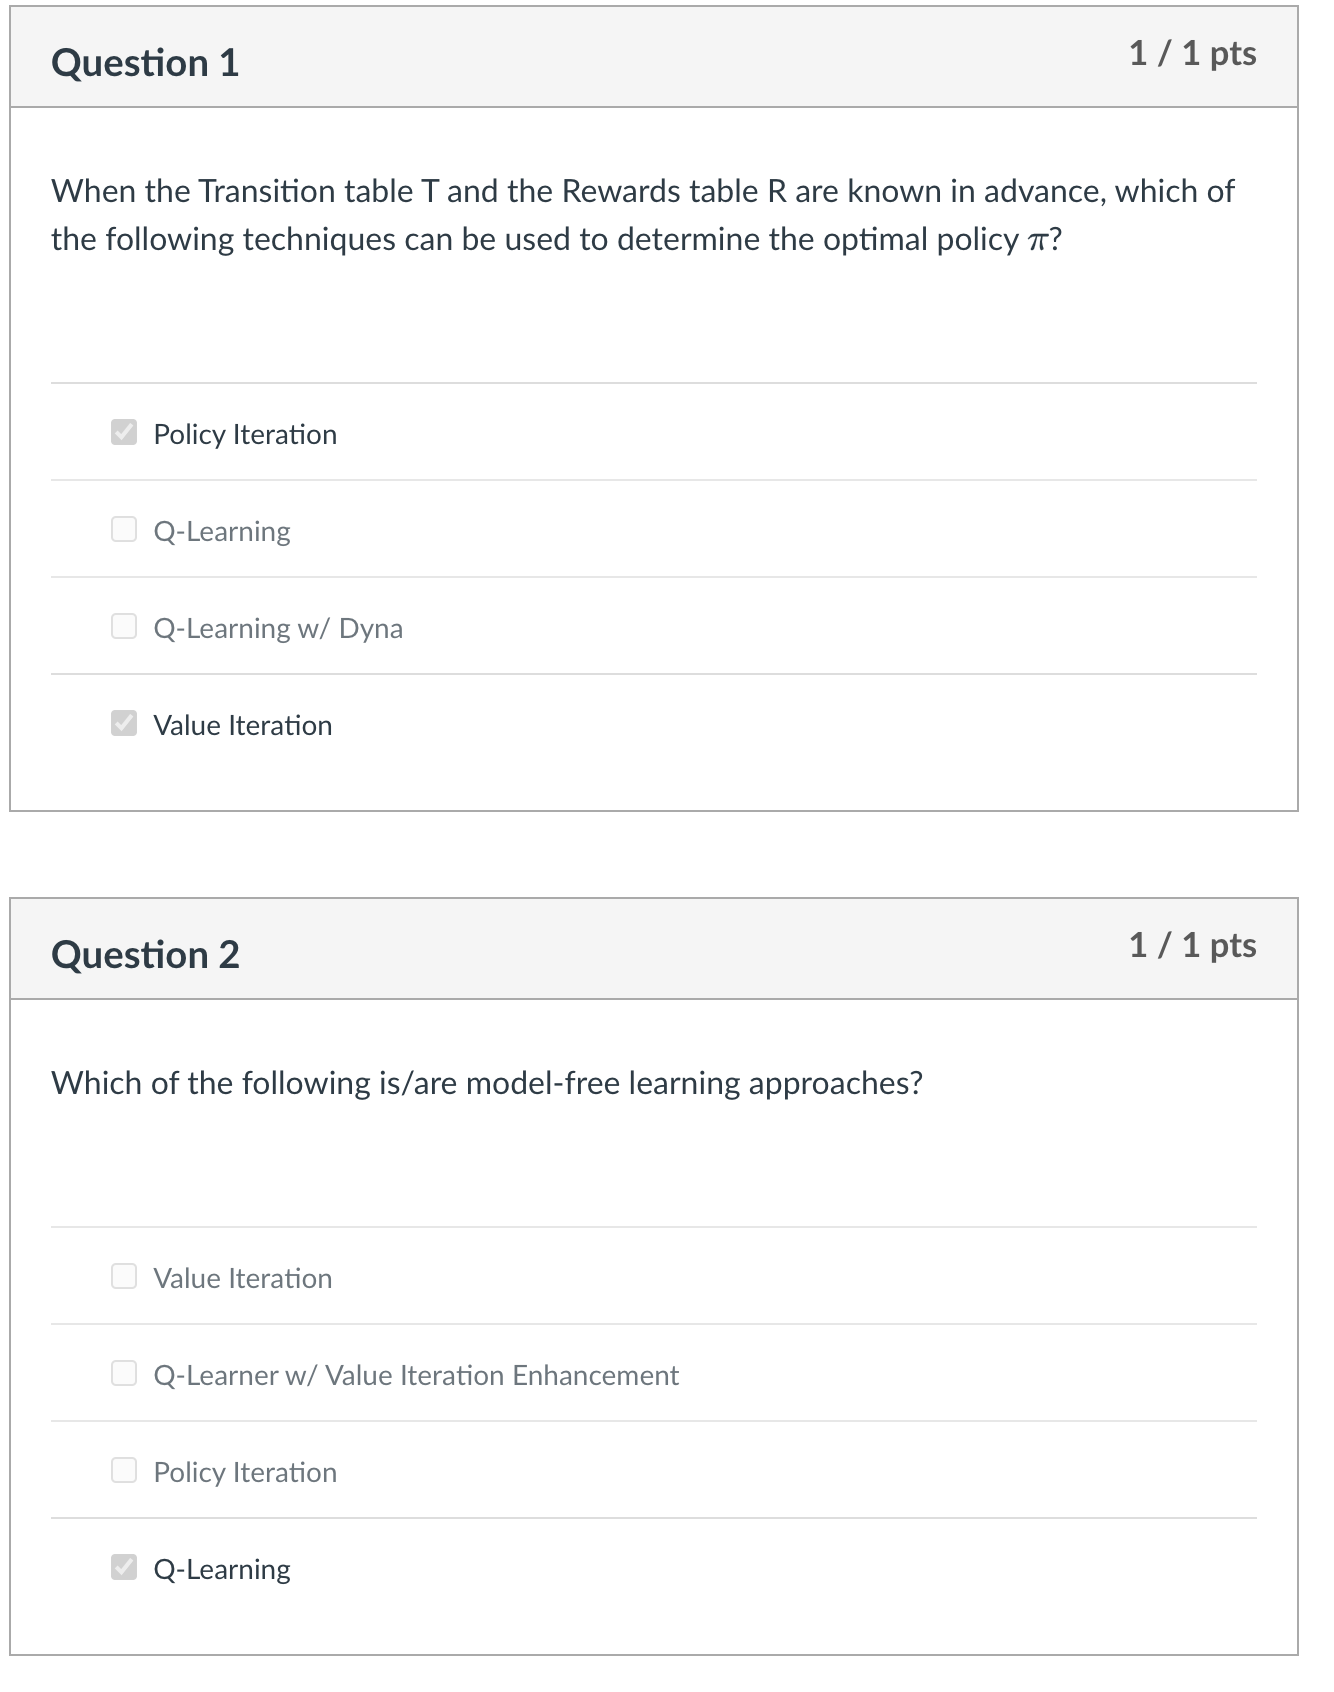 Question 1
1 / 1 pts
When the Transition table T and the Rewards table R are known in advance, which of
the following techniques can be used to determine the optimal policy π?
Policy Iteration
Q-Learning
Q-Learning w/ Dyna
Value Iteration
Question 2
1 / 1 pts
Which of the following is/are model-free learning approaches?
Value Iteration
Q-Learner w/ Value Iteration Enhancement
Policy Iteration
Q-Learning